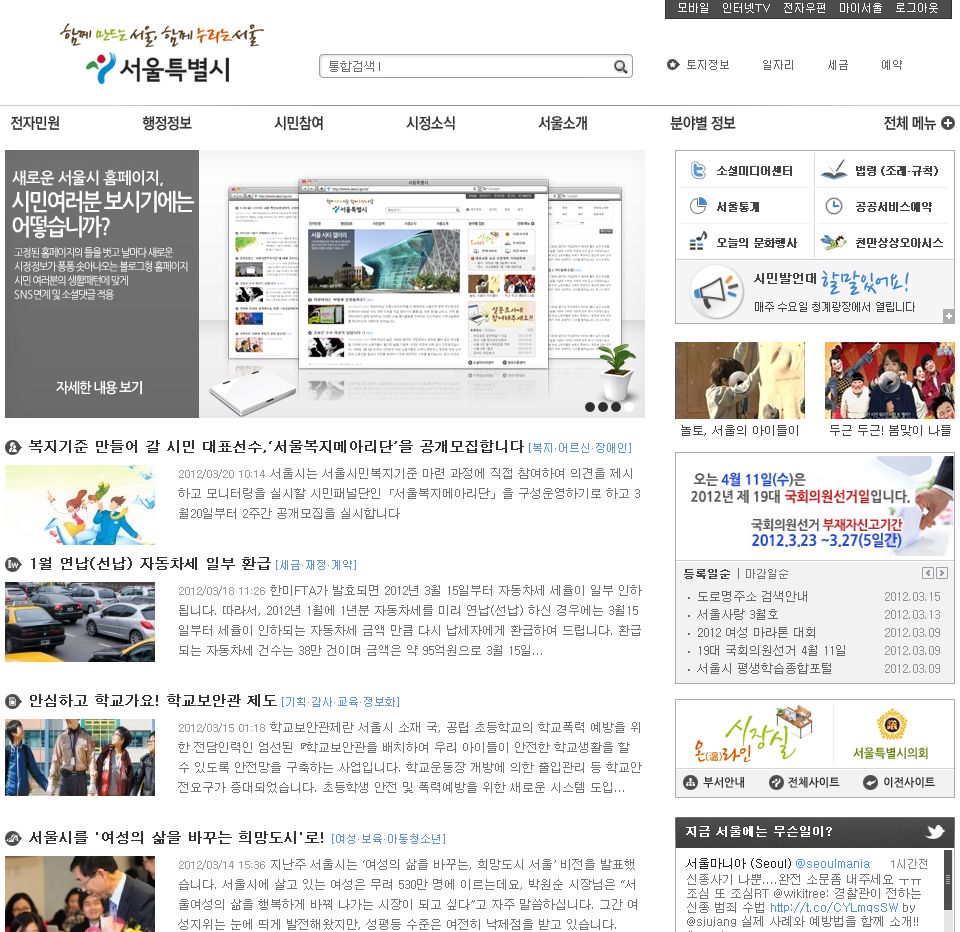 모바일 인터넷TV 전자우편 마이서울 로그아웃
함께 만드는 서울, 함께 누리는 서울
서울특별시
통합검색
토지정보 일자리 세금 예약
전자민원 행정정보 시민참여 시정소식 서울소개 분야별 정보 전체 메뉴
새로운 서울시 홈페이지,
시민여러분 보시기에는
어떻습니까?
고정된 홈페이지의 틀을 벗고 날마다 새로운
시정정보가 퐁퐁 솟아나오는 블로그형 홈페이지
시민 여러분의 생활패턴에 맞게
SNS연계 및 소셜댓글 적용
자세한 내용 보기
소셜미디어센터 법령 (조례·규칙)
서울통계 공공서비스예약
오늘의 문화행사 천만상상오아시스
시민발언대 할말있어요!
매주 수요일 청계광장에서 열립니다
놀토, 서울의 아이들이 두근 두근! 봄맞이 나들
복지기준 만들어 갈 시민 대표선수,‘서울복지메아리단’을 공개모집합니다 [복지·어르신·장애인]
2012/03/20 10:14 서울시는 서울시민복지기준 마련 과정에 직접 참여하여 의견을 제시
하고 모니터링을 실시할 시민패널단인 「서울복지메아리단」을 구성운영하기로 하고 3
월20일부터 2주간 공개모집을 실시합니다
1월 연납(선납) 자동차세 일부 환급 [세금·재정·계약]
2012/03/18 11:26 한미FTA가 발효되면 2012년 3월 15일부터 자동차세 세율이 일부 인하
됩니다. 따라서, 2012년 1월에 1년분 자동차세를 미리 연납(선납) 하신 경우에는 3월15
일부터 세율이 인하되는 자동차세 금액 만큼 다시 납세자에게 환급하여 드립니다. 환급
되는 자동차세 건수는 38만 건이며 금액은 약 95억원으로 3월 15일...
안심하고 학교가요! 학교보안관 제도 [기획·감사·교육·정보화]
2012/03/15 01:18 학교보안관제란 서울시 소재 국, 공립 초등학교의 학교폭력 예방을 위
한 전담인력인 엄선된 『학교보안관을 배치하여 우리 아이들이 안전한 학교생활을 할
수 있도록 안전망을 구축하는 사업입니다. 학교운동장 개방에 의한 출입관리 등 학교안
전요구가 증대되었습니다. 초등학생 안전 및 폭력예방을 위한 새로운 시스템 도입...
서울시를 '여성의 삶을 바꾸는 희망도시'로! [여성·보육·아동청소년]
2012/03/14 15:36 지난주 서울시는 ‘여성의 삶을 바꾸는, 희망도시 서울’ 비전을 발표했
습니다. 서울시에 살고 있는 여성은 무려 530만 명에 이르는데요, 박원순 시장님은 “서
울여성의 삶을 행복하게 바꿔 나가는 시장이 되고 싶다”고 자주 말씀하십니다. 그간 여
성지위는 눈에 띄게 발전해왔지만, 성평등 수준은 여전히 낙제점을 받고 있습니다.
오는 4월 11일(수)은
2012년 제 19대 국회의원선거일입니다.
국회의원선거 부재자신고기간
2012.3.23 ~3.27(5일간)
등록일순 | 마감일순
· 도로명주소 검색안내 2012.03.15
· 서울사랑 3월호 2012.03.13
· 2012 여성 마라톤 대회 2012.03.09
· 19대 국회의원선거 4월 11일 2012.03.09
· 서울시 평생학습종합포털 2012.03.09
온(溫)라인 시장실
서울특별시의회
부서안내 전체사이트 이전사이트
지금 서울에는 무슨일이?
서울마니아 (Seoul) @seoulmania 1시간전
신종사기 나뿐....완전 소문좀 내주세요 ㅜㅠ
조심 또 조심RT @wikitree: 경찰관이 전하는
신종 범죄 수법 http://t.co/CYLmqsSW by
@siujang 실제 사례와 예방법을 함께 소개!!